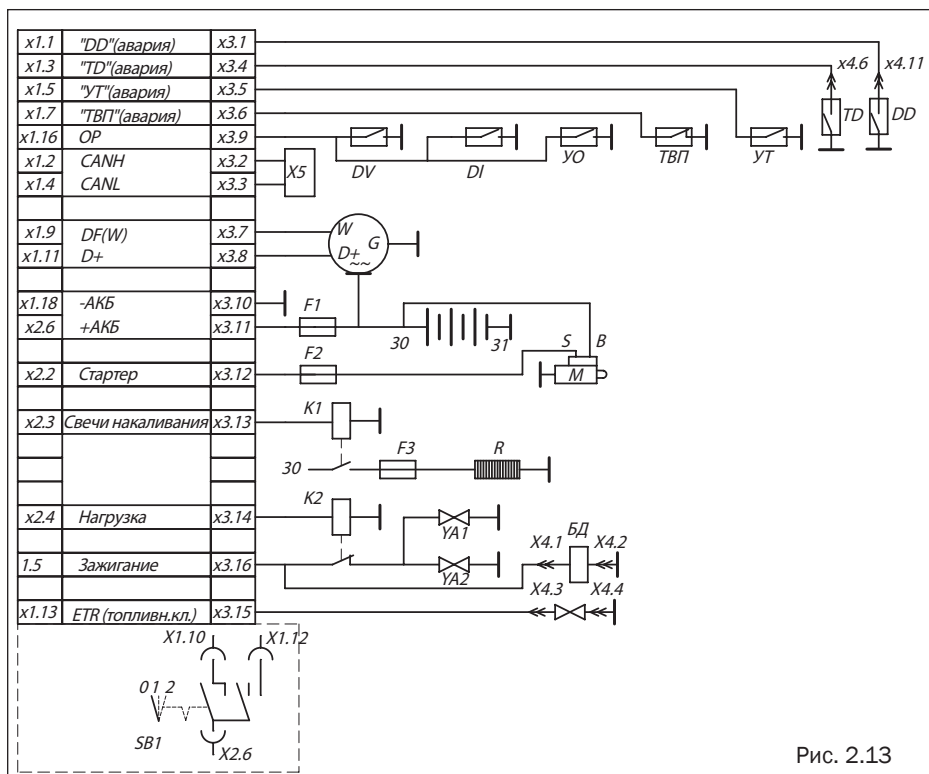 x1.1 "DD"(авария) x3.1
x1.3 "TD"(авария) x3.4 x4.6 x4.11
x1.5 "УТ"(авария) x3.5
x1.7 "ТВП"(авария) x3.6 TD DD
x1.16 OP x3.9
x1.2 CANH x3.2 X5 DV DI УО ТВП УТ
x1.4 CANL x3.3
x1.9 DF(W) x3.7 W G
x1.11 D+ x3.8 D+
~~
x1.18 -АКБ x3.10 F1
x2.6 +АКБ x3.11 30 31 S B
F2
x2.2 Стартер x3.12 M
K1
x2.3 Свечи накаливания x3.13
30 F3 R
K2
x2.4 Нагрузка x3.14 YA1 БД
X4.1 X4.2
1.5 Зажигание x3.16 YA2
X4.3 X4.4
x1.13 ETR (топливн.кл.) x3.15
X1.10 X1.12
0 1 2
SB1
X2.6
Рис. 2.13